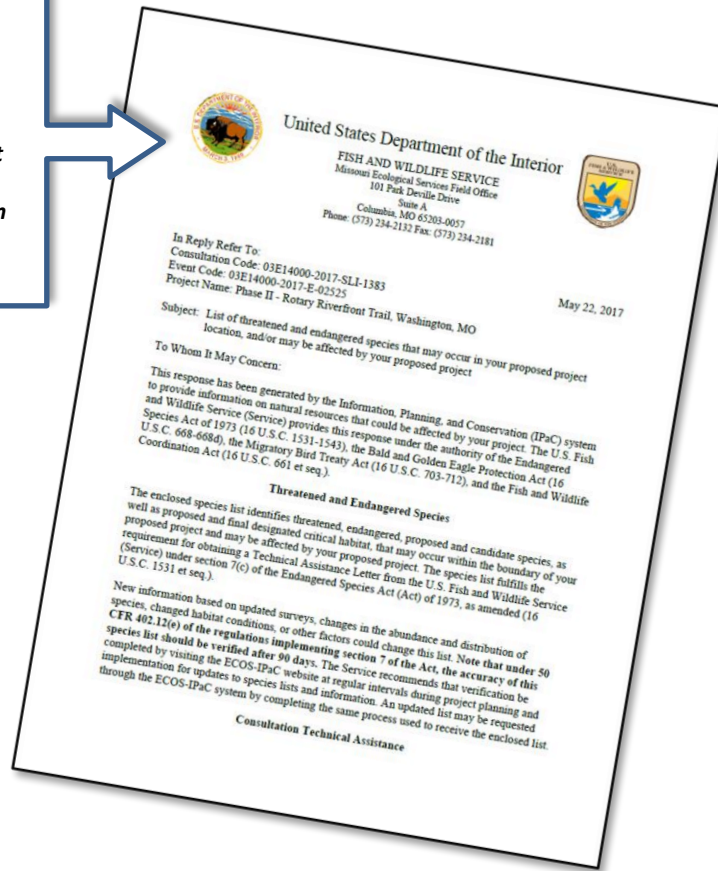 t
n
United States Department of the Interior
FISH AND WILDLIFE SERVICE
Missouri Ecological Services Field Office
101 Park Deville Drive
Suite A
Columbia, MO 65203-0057
Phone: (573) 234-2132 Fax: (573) 234-2181
In Reply Refer To:
Consultation Code: 03E14000-2017-SLI-1383
Event Code: 03E14000-2017-E-02525
Project Name: Phase II - Rotary Riverfront Trail, Washington, MO
May 22, 2017
Subject: List of threatened and endangered species that may occur in your proposed project
location, and/or may be affected by your proposed project
To Whom It May Concern:
This response has been generated by the Information, Planning, and Conservation (IPaC) system
to provide information on natural resources that could be affected by your project. The U.S. Fish
and Wildlife Service (Service) provides this response under the authority of the Endangered
Species Act of 1973 (16 U.S.C. 1531-1543), the Bald and Golden Eagle Protection Act (16
U.S.C. 668-668d), the Migratory Bird Treaty Act (16 U.S.C. 703-712), and the Fish and Wildlife
Coordination Act (16 U.S.C. 661 et seq.).
Threatened and Endangered Species
The enclosed species list identifies threatened, endangered, proposed and candidate species, as
well as proposed and final designated critical habitat, that may occur within the boundary of your
proposed project and may be affected by your proposed project. The species list fulfills the
requirement for obtaining a Technical Assistance Letter from the U.S. Fish and Wildlife Service
(Service) under section 7(c) of the Endangered Species Act (Act) of 1973, as amended (16
U.S.C. 1531 et seq.).
New information based on updated surveys, changes in the abundance and distribution of
species, changed habitat conditions, or other factors could change this list. Note that under 50
CFR 402.12(e) of the regulations implementing section 7 of the Act, the accuracy of this
species list should be verified after 90 days. The Service recommends that verification be
completed by visiting the ECOS-IPaC website at regular intervals during project planning and
implementation for updates to species lists and information. An updated list may be requested
through the ECOS-IPaC system by completing the same process used to receive the enclosed list.
Consultation Technical Assistance